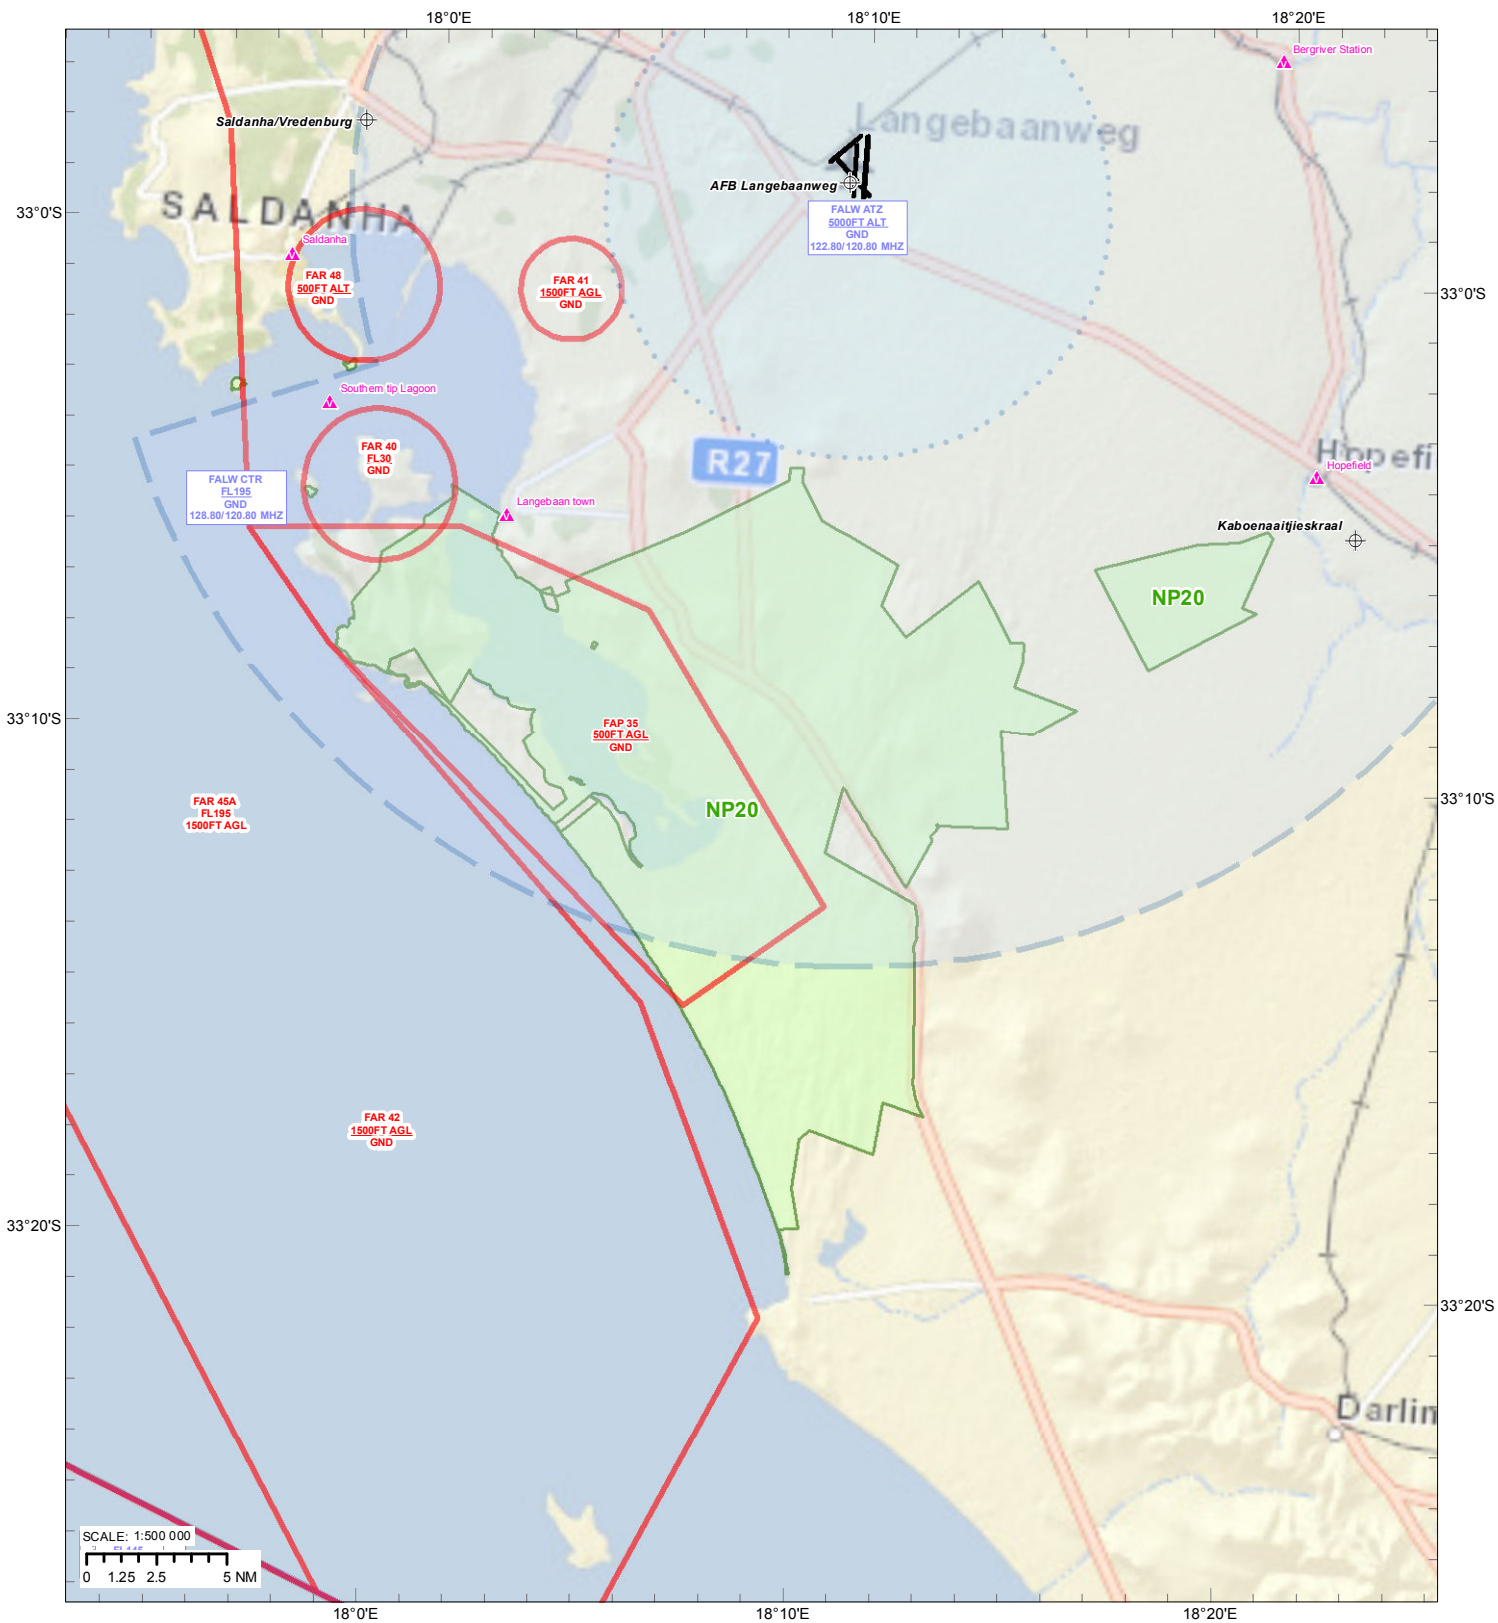 18°0'E
18°10'E
18°20'E
Bergriver Station
Saldanha/Vredenburg
Langebaanweg
AFB Langebaanweg
33°0'S
SALDANHA
FALW ATZ
5000FT ALT
GND
122.80/120.80 MHZ
Saldanha
FAR 48
500FT ALT
GND
FAR 41
1500FT AGL
GND
33°0'S
Southern tip Lagoon
FAR 40
FL30
GND
R27
Hopefi
Hopefield
FALW CTR
FL195
GND
128.80/120.80 MHZ
Langebaan town
Kaboenaaitjieskraal
NP20
33°10'S
FAP 35
500FT AGL
GND
NP20
33°10'S
FAR 45A
FL195
1500FT AGL
FAR 42
1500FT AGL
GND
33°20'S
33°20'S
Darlin
SCALE: 1:500 000
0 1.25 2.5 5 NM
18°0'E
18°10'E
18°20'E